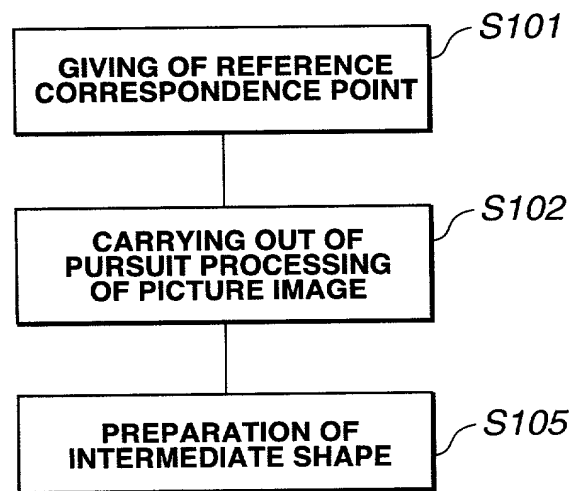 S101
GIVING OF REFERENCE
CORRESPONDENCE POINT
S102
CARRYING OUT OF
PURSUIT PROCESSING
OF PICTURE IMAGE
S105
PREPARATION OF
INTERMEDIATE SHAPE